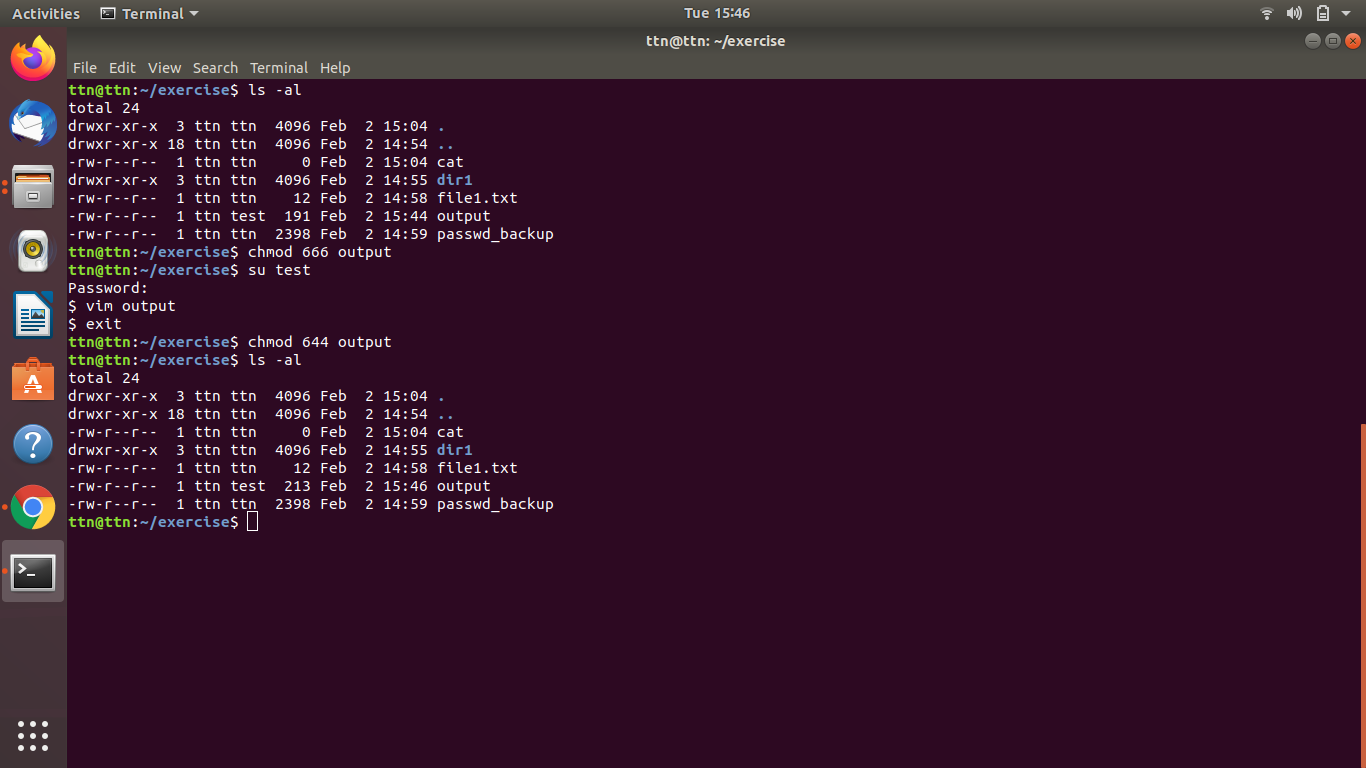 Activities Terminal Tue 15:46
ttn@ttn: ~/exercise
File Edit View Search Terminal Help
ttn@ttn:~/exercise$ ls -al
total 24
drwxr-xr-x  3 ttn ttn  4096 Feb  2 15:04 .
drwxr-xr-x 18 ttn ttn  4096 Feb  2 14:54 ..
-rw-r--r--  1 ttn ttn     0 Feb  2 15:04 cat
drwxr-xr-x  3 ttn ttn  4096 Feb  2 14:55 dir1
-rw-r--r--  1 ttn ttn    12 Feb  2 14:58 file1.txt
-rw-r--r--  1 ttn test  191 Feb  2 15:44 output
-rw-r--r--  1 ttn ttn  2398 Feb  2 14:59 passwd_backup
ttn@ttn:~/exercise$ chmod 666 output
ttn@ttn:~/exercise$ su test
Password:
$ vim output
$ exit
ttn@ttn:~/exercise$ chmod 644 output
ttn@ttn:~/exercise$ ls -al
total 24
drwxr-xr-x  3 ttn ttn  4096 Feb  2 15:04 .
drwxr-xr-x 18 ttn ttn  4096 Feb  2 14:54 ..
-rw-r--r--  1 ttn ttn     0 Feb  2 15:04 cat
drwxr-xr-x  3 ttn ttn  4096 Feb  2 14:55 dir1
-rw-r--r--  1 ttn ttn    12 Feb  2 14:58 file1.txt
-rw-r--r--  1 ttn test  213 Feb  2 15:46 output
-rw-r--r--  1 ttn ttn  2398 Feb  2 14:59 passwd_backup
ttn@ttn:~/exercise$